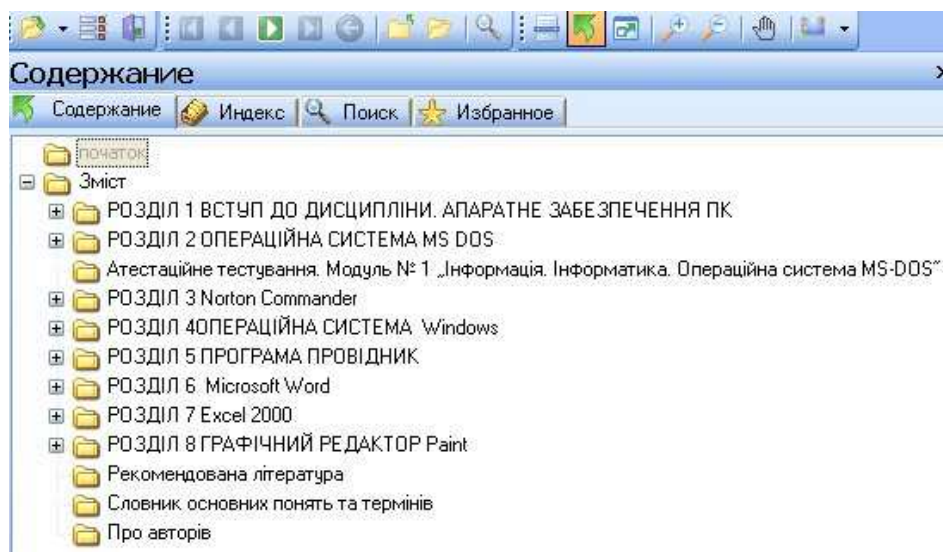 Содержание
Содержание Индекс Поиск Избранное
початок
Зміст
РОЗДІЛ 1 ВСТУП ДО ДИСЦИПЛІНИ. АПАРАТНЕ ЗАБЕЗПЕЧЕННЯ ПК
РОЗДІЛ 2 ОПЕРАЦІЙНА СИСТЕМА MS DOS
Атестаційне тестування. Модуль № 1 „Інформація. Інформатика. Операційна система MS-DOS”
РОЗДІЛ 3 Norton Commander
РОЗДІЛ 4ОПЕРАЦІЙНА СИСТЕМА Windows
РОЗДІЛ 5 ПРОГРАМА ПРОВІДНИК
РОЗДІЛ 6 Microsoft Word
РОЗДІЛ 7 Excel 2000
РОЗДІЛ 8 ГРАФІЧНИЙ РЕДАКТОР Paint
Рекомендована література
Словник основних понять та термінів
Про авторів